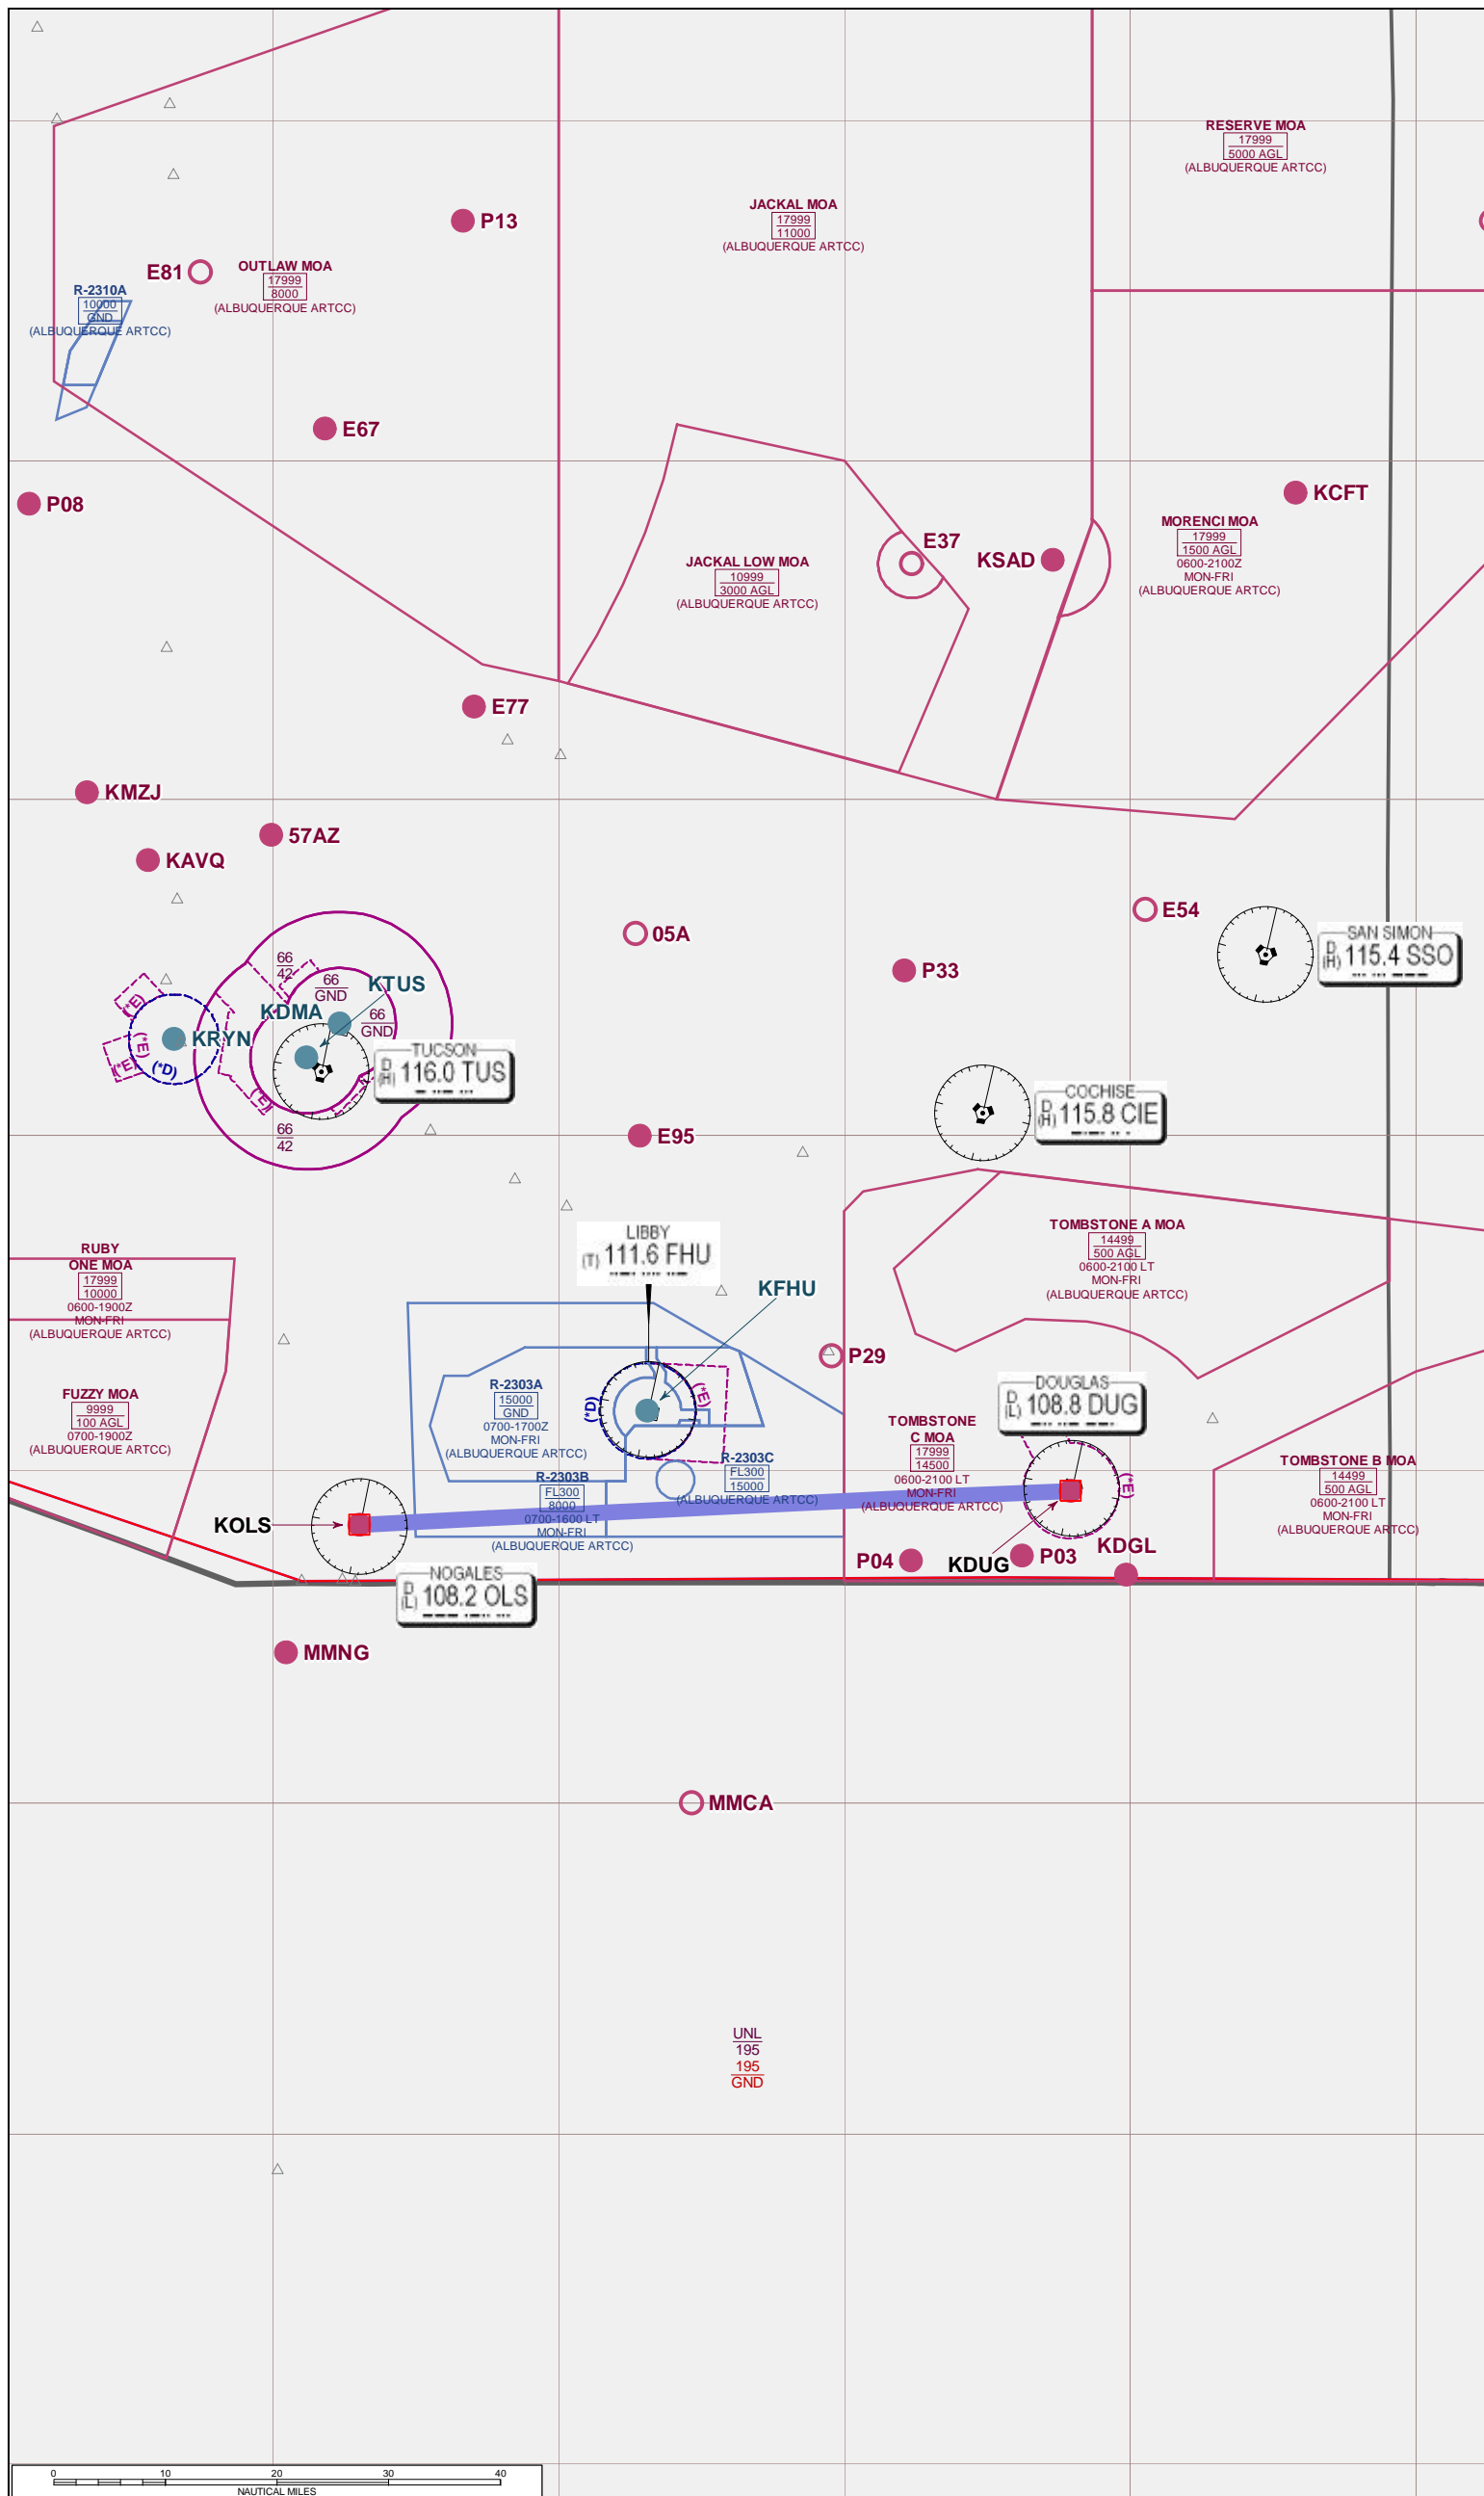 RESERVE MOA
17999
5000 AGL
(ALBUQUERQUE ARTCC)
JACKAL MOA
17999
11000
(ALBUQUERQUE ARTCC)
P13
E81
OUTLAW MOA
17999
8000
(ALBUQUERQUE ARTCC)
R-2310A
10000
GND
(ALBUQUERQUE ARTCC)
E67
P08
KCFT
MORENCI MOA
17999
1500 AGL
0600-2100Z
MON-FRI
(ALBUQUERQUE ARTCC)
E37
KSAD
JACKAL LOW MOA
10999
3000 AGL
(ALBUQUERQUE ARTCC)
E77
KMZJ
57AZ
KAVQ
E54
05A
SAN SIMON
D
(H) 115.4 SSO
P33
66
42
66
GND
KTUS
KDMA
66
GND
KRYN
(*E)
(*E)
(*E)
(*D)
(*E)
TUCSON
D
(H) 116.0 TUS
66
42
COCHISE
D
(H) 115.8 CIE
E95
TOMBSTONE A MOA
14499
500 AGL
0600-2100 LT
MON-FRI
(ALBUQUERQUE ARTCC)
LIBBY
(T) 111.6 FHU
RUBY
ONE MOA
17999
10000
0600-1900Z
MON-FRI
(ALBUQUERQUE ARTCC)
KFHU
P29
FUZZY MOA
9999
100 AGL
0700-1900Z
(ALBUQUERQUE ARTCC)
R-2303A
15000
GND
0700-1700Z
MON-FRI
(ALBUQUERQUE ARTCC)
(*D)
(*E)
DOUGLAS
D
(L) 108.8 DUG
TOMBSTONE
C MOA
17999
14500
0600-2100 LT
MON-FRI
(ALBUQUERQUE ARTCC)
R-2303C
FL300
15000
(ALBUQUERQUE ARTCC)
R-2303B
FL300
8000
0700-1600 LT
MON-FRI
(ALBUQUERQUE ARTCC)
(*E)
TOMBSTONE B MOA
14499
500 AGL
0600-2100 LT
MON-FRI
(ALBUQUERQUE ARTCC)
KOLS
KDGL
P04
KDUG
P03
NOGALES
D
(L) 108.2 OLS
MMNG
MMCA
UNL
195
195
GND
0 10 20 30 40
NAUTICAL MILES